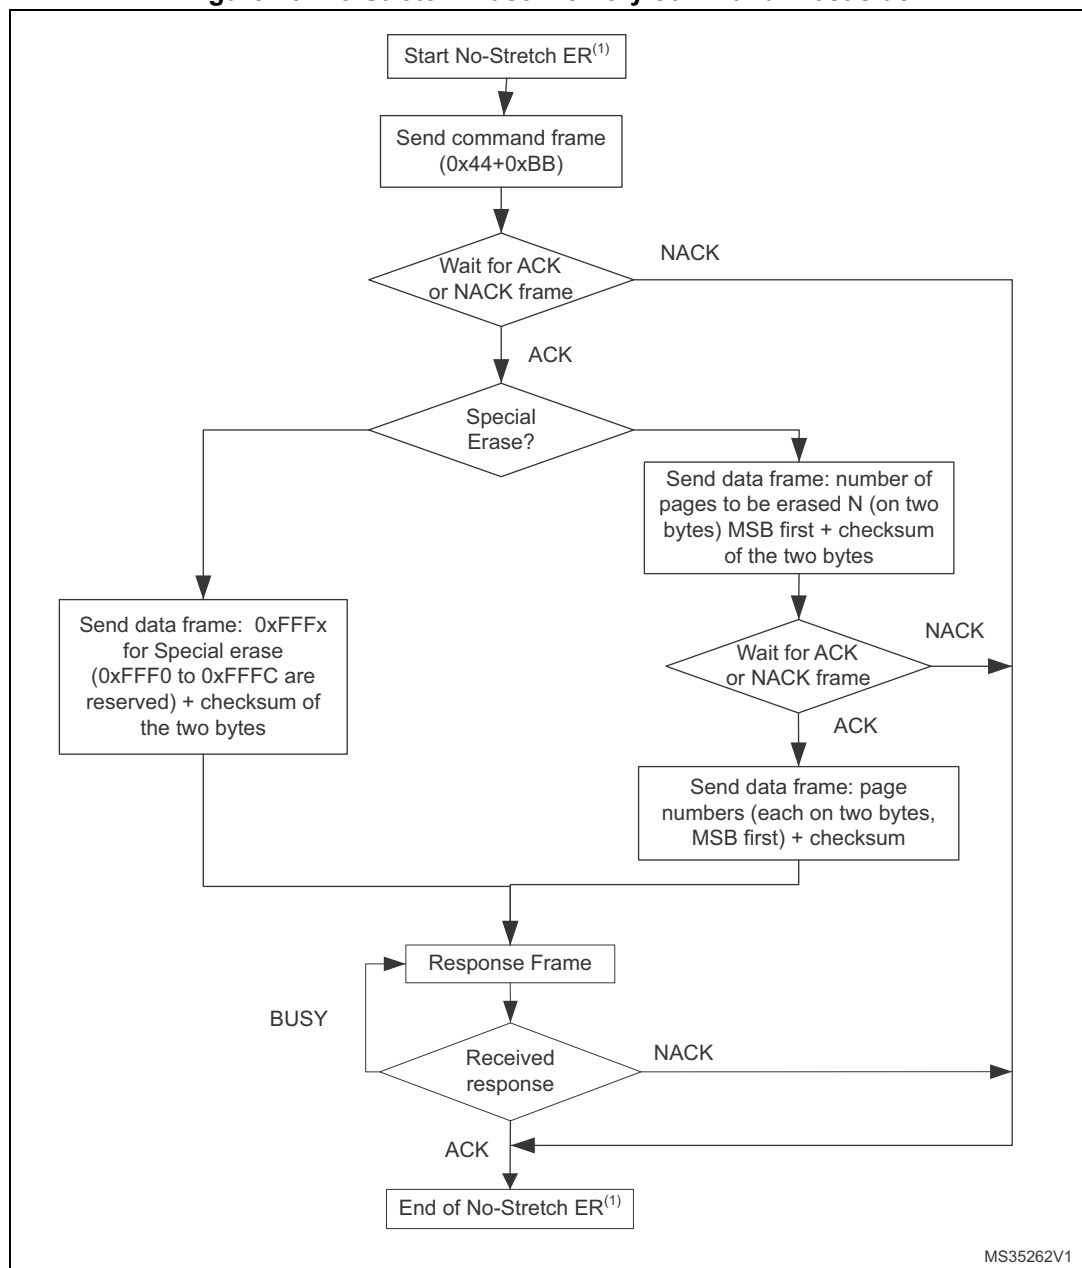 Start No-Stretch ER(1)
Send command frame
(0x44+0xBB)
Wait for ACK
or NACK frame
NACK
ACK
Special
Erase?
Send data frame: number of
pages to be erased N (on two
bytes) MSB first + checksum
of the two bytes
Send data frame:  0xFFFx
for Special erase
(0xFFF0 to 0xFFFC are
reserved) + checksum of
the two bytes
Wait for ACK
or NACK frame
NACK
ACK
Send data frame: page
numbers (each on two bytes,
MSB first) + checksum
Response Frame
BUSY
Received
response
NACK
ACK
End of No-Stretch ER(1)
MS35262V1